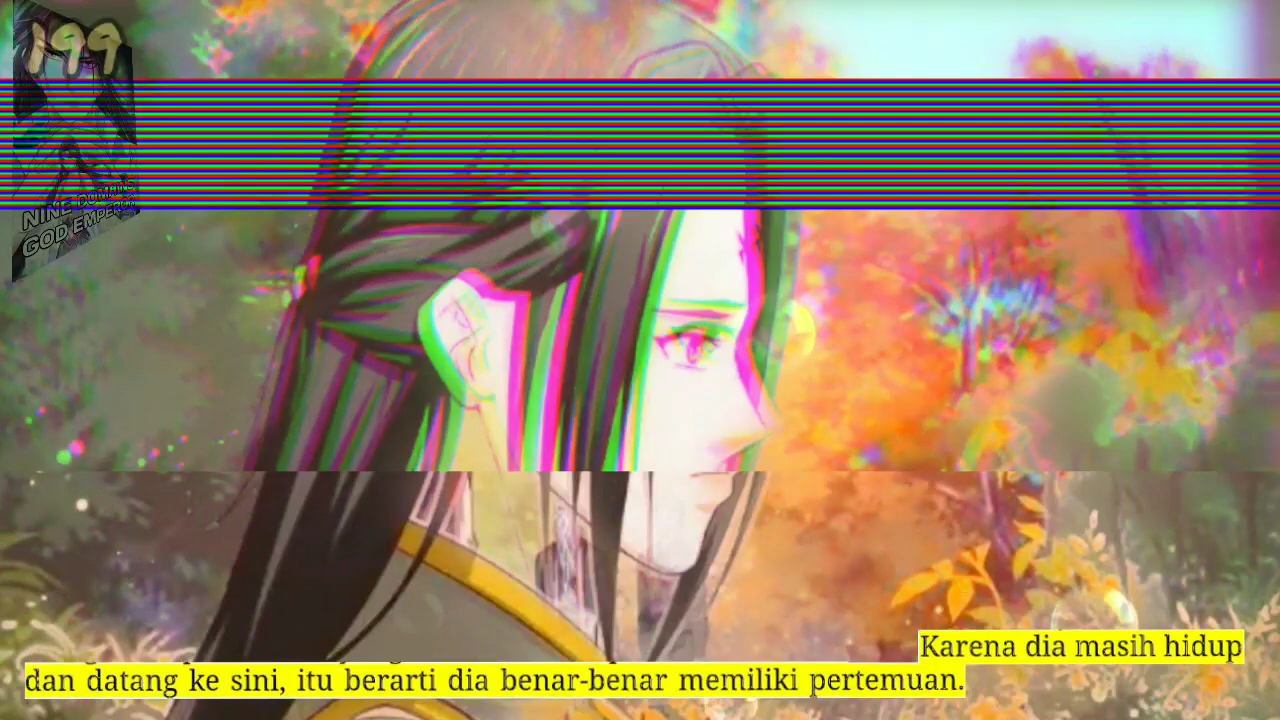 199
NINE DOMAINS
GOD EMPEROR
Karena dia masih hidup
dan datang ke sini, itu berarti dia benar-benar memiliki pertemuan.